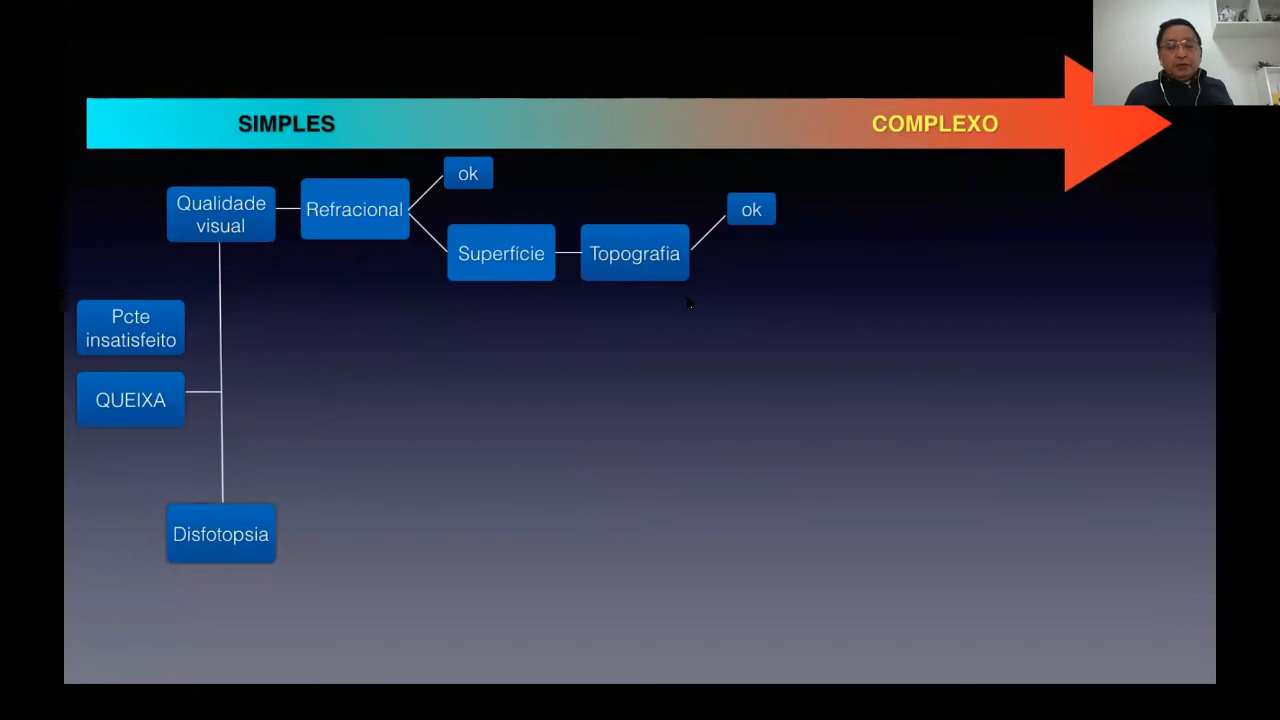 SIMPLES
COMPLEXO
ok
Qualidade
visual
Refracional
ok
Superfície
Topografia
Pcte
insatisfeito
QUEIXA
Disfotopsia